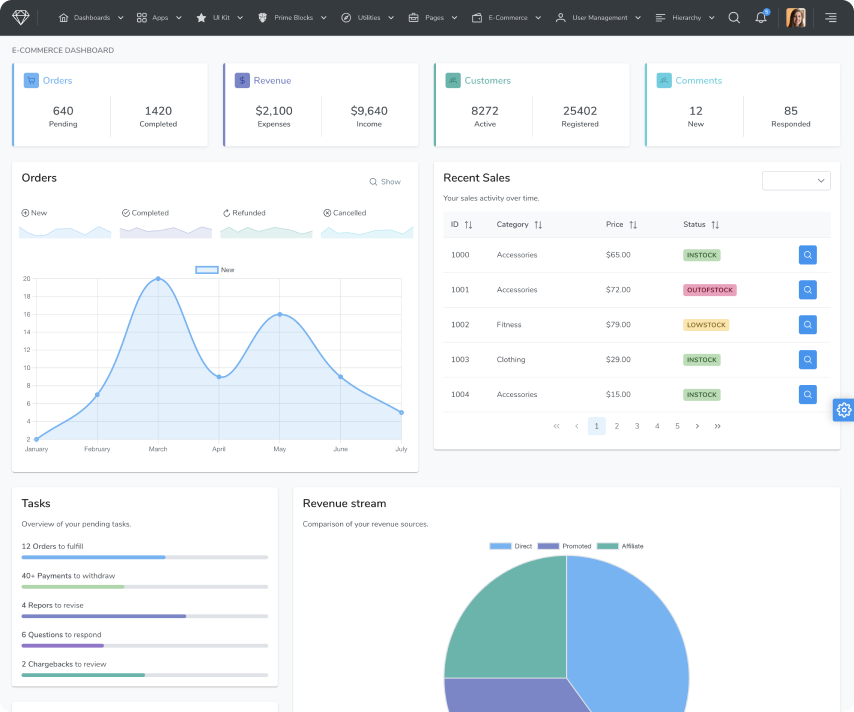 Dashboards Apps UI Kit Prime Blocks Utilities Pages E-Commerce User Management Hierarchy 5
E-COMMERCE DASHBOARD
Orders
640 1420
Pending Completed
Revenue
$2,100 $9,640
Expenses Income
Customers
8272 25402
Active Registered
Comments
12 85
New Responded
Orders
Show
New Completed Refunded Cancelled
New
20
18
16
14
12
10
8
6
4
2
January February March April May June July
Recent Sales
Your sales activity over time.
ID Category Price Status
1000 Accessories $65.00 INSTOCK
1001 Accessories $72.00 OUTOFSTOCK
1002 Fitness $79.00 LOWSTOCK
1003 Clothing $29.00 INSTOCK
1004 Accessories $15.00 INSTOCK
« ‹ 1 2 3 4 5 › »
Tasks
Overview of your pending tasks.
12 Orders to fulfill
40+ Payments to withdraw
4 Repors to revise
6 Questions to respond
2 Chargebacks to review
Revenue stream
Comparison of your revenue sources.
Direct Promoted Affiliate